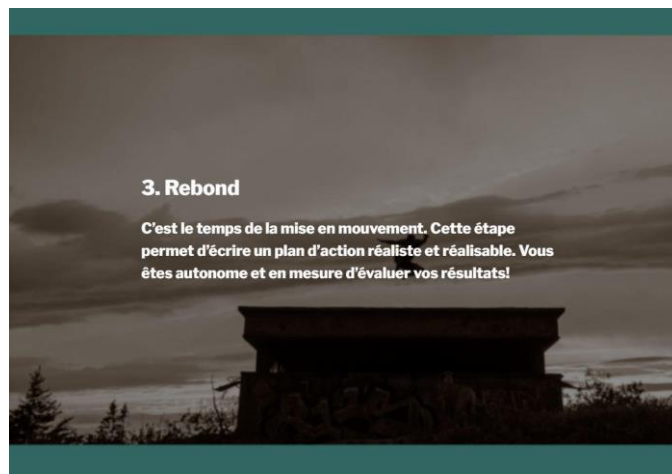 3. Rebond
C'est le temps de la mise en mouvement. Cette étape
permet d'écrire un plan d'action réaliste et réalisable. Vous
êtes autonome et en mesure d'évaluer vos résultats!